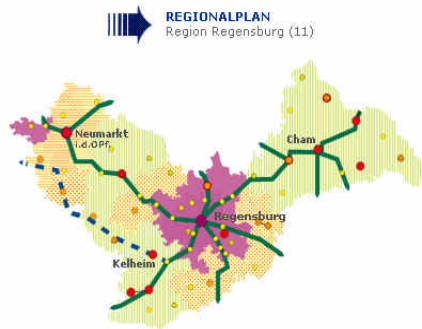 REGIONALPLAN
Region Regensburg (11)
Neumarkt
i.d.OPf.
Cham
Regensburg
Kelheim